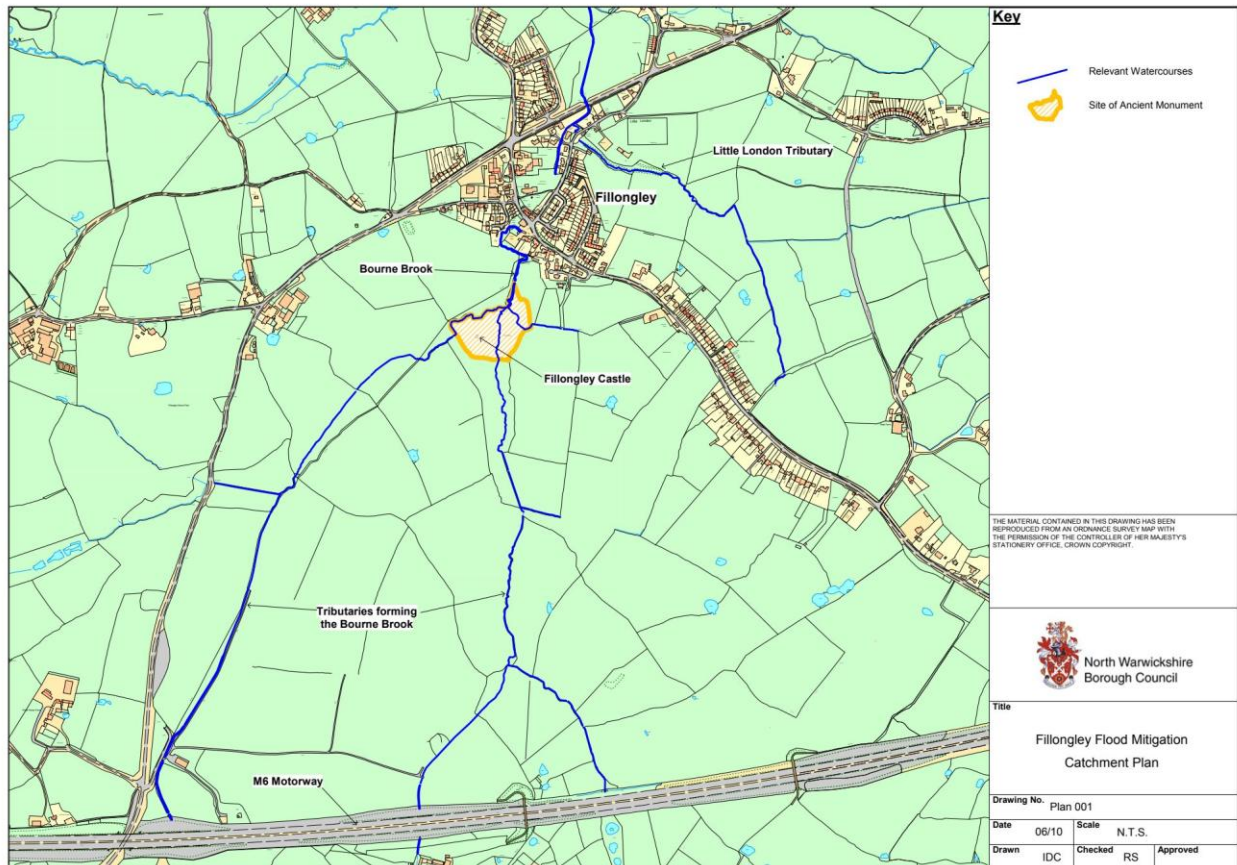 Little London Tributary
Fillongley
Bourne Brook
Fillongley Castle
Tributaries forming
the Bourne Brook
M6 Motorway
Key
Relevant Watercourses
Site of Ancient Monument
THE MATERIAL CONTAINED IN THIS DRAWING HAS BEEN
REPRODUCED FROM AN ORDNANCE SURVEY MAP WITH
THE PERMISSION OF THE CONTROLLER OF HER MAJESTY'S
STATIONERY OFFICE, CROWN COPYRIGHT.
North Warwickshire
Borough Council
Title
Fillongley Flood Mitigation
Catchment Plan
Drawing No. Plan 001
Date 06/10 Scale N.T.S.
Drawn IDC Checked RS Approved